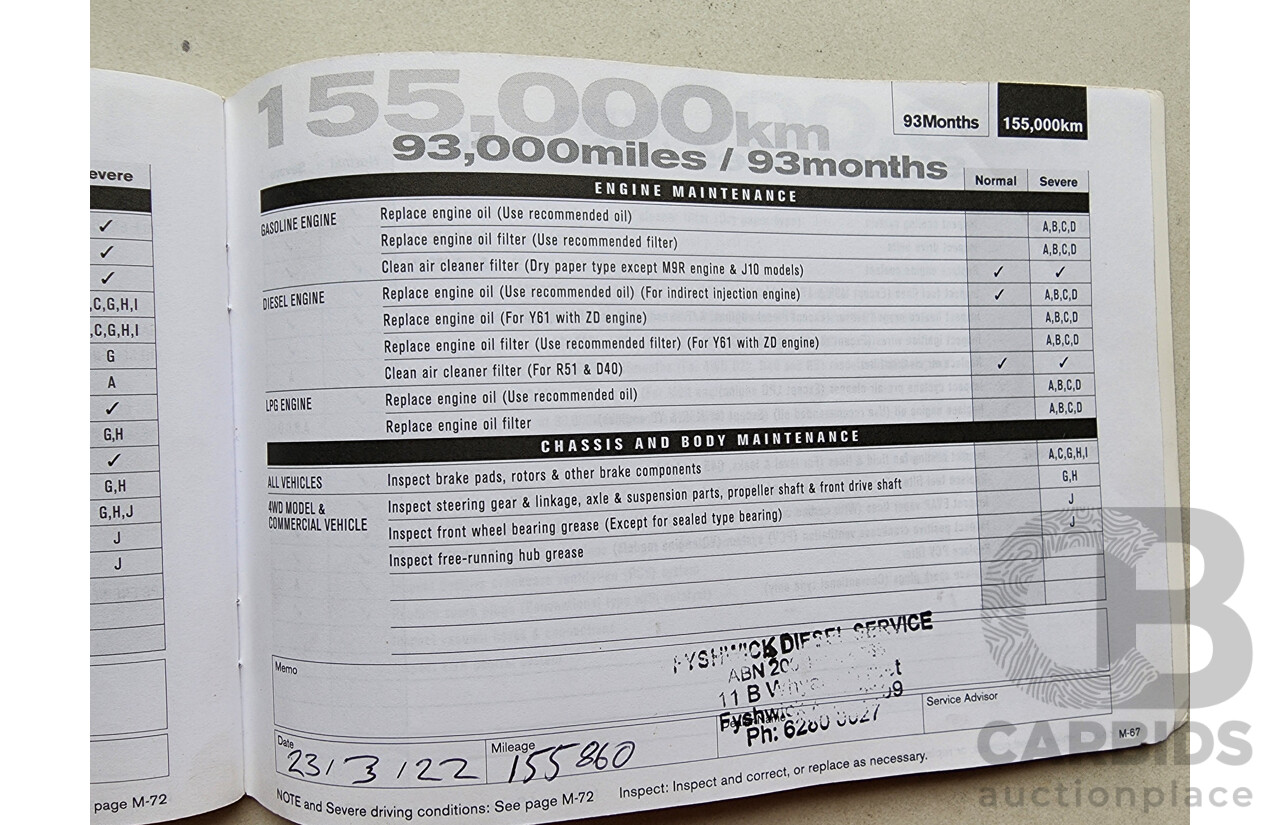 evere
✓
✓
✓
,C,G,H,I
,C,G,H,I
G
A
✓
G,H
✓
G,H
G,H,J
J
J
page M-72
155,000km
93,000miles / 93months
93Months
155,000km
ENGINE MAINTENANCE Normal Severe
GASOLINE ENGINE Replace engine oil (Use recommended oil) A,B,C,D
Replace engine oil filter (Use recommended filter) A,B,C,D
Clean air cleaner filter (Dry paper type except M9R engine & J10 models) ✓ ✓
DIESEL ENGINE Replace engine oil (Use recommended oil) (For indirect injection engine) ✓ A,B,C,D
Replace engine oil (For Y61 with ZD engine) A,B,C,D
Replace engine oil filter (Use recommended filter) (For Y61 with ZD engine) A,B,C,D
Clean air cleaner filter (For R51 & D40) ✓ ✓
LPG ENGINE Replace engine oil (Use recommended oil) A,B,C,D
Replace engine oil filter A,B,C,D
CHASSIS AND BODY MAINTENANCE
ALL VEHICLES Inspect brake pads, rotors & other brake components A,C,G,H,I
4WD MODEL & COMMERCIAL VEHICLE Inspect steering gear & linkage, axle & suspension parts, propeller shaft & front drive shaft G,H
Inspect front wheel bearing grease (Except for sealed type bearing) J
Inspect free-running hub grease J
Memo
FYSHWICK DIESEL SERVICE
ABN
11 B
Ph: 6280
Date
23/3/22
Mileage
155860
Service Advisor
NOTE and Severe driving conditions: See page M-72 Inspect: Inspect and correct, or replace as necessary.
M-67
CB
CARBIDS
auctionplace